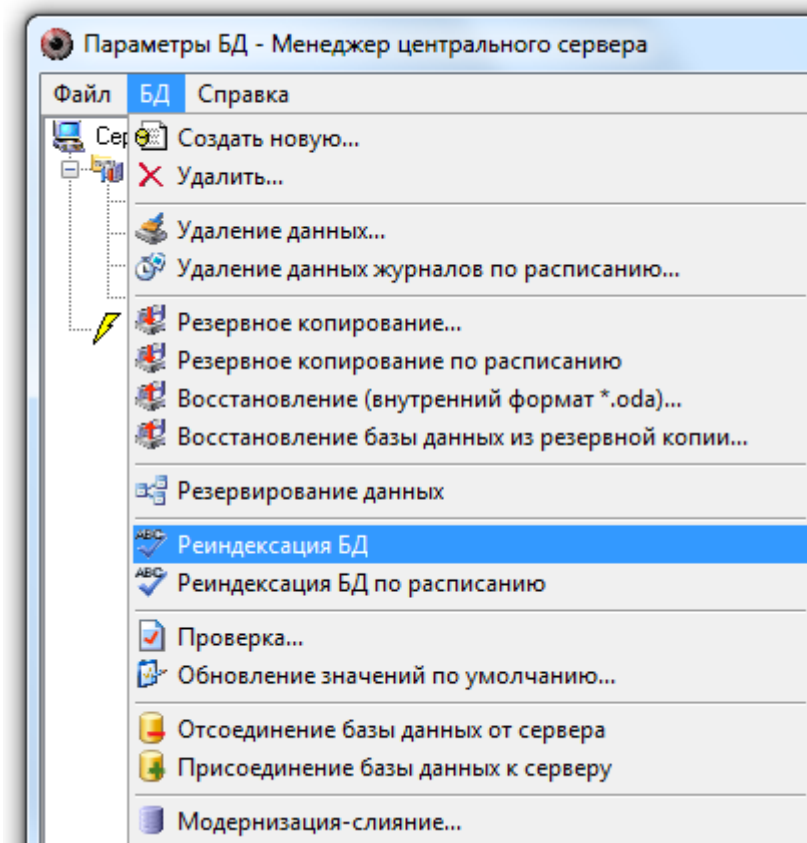 Параметры БД - Менеджер центрального сервера
Файл БД Справка
Сер
Создать новую...
Удалить...
Удаление данных...
Удаление данных журналов по расписанию...
Резервное копирование...
Резервное копирование по расписанию
Восстановление (внутренний формат *.oda)...
Восстановление базы данных из резервной копии...
Резервирование данных
ABC Реиндексация БД
ABC Реиндексация БД по расписанию
Проверка...
Обновление значений по умолчанию...
Отсоединение базы данных от сервера
Присоединение базы данных к серверу
Модернизация-слияние...